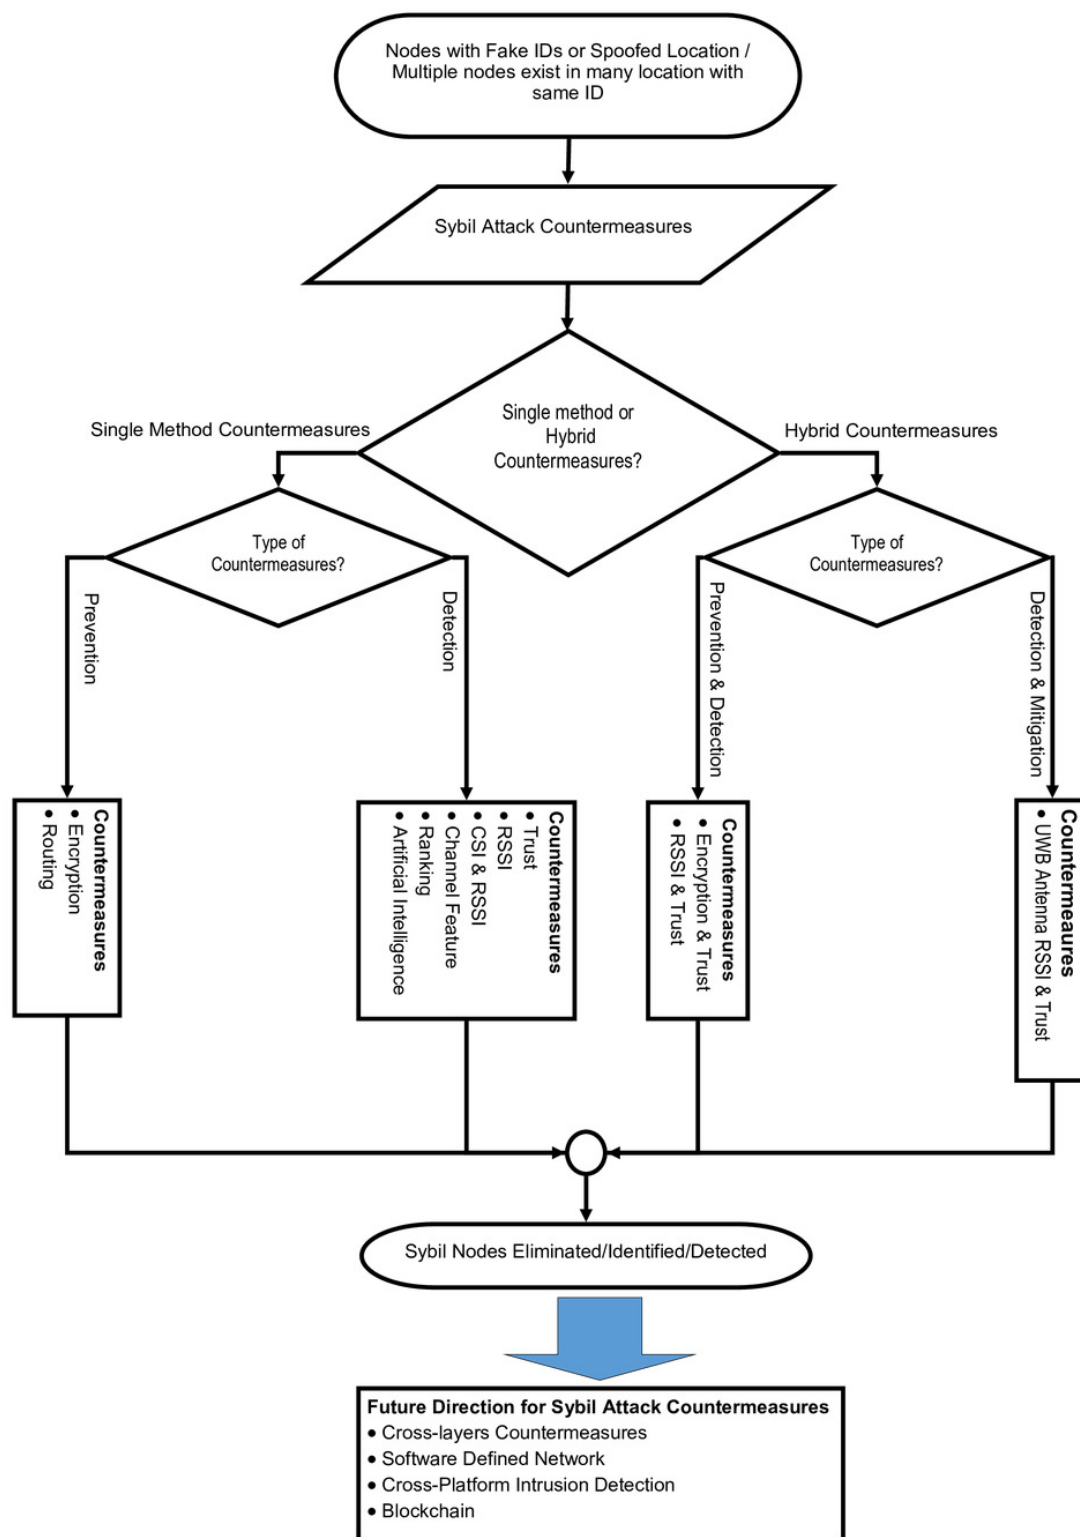 Nodes with Fake IDs or Spoofed Location /
Multiple nodes exist in many location with
same ID
Sybil Attack Countermeasures
Single method or
Hybrid
Countermeasures?
Single Method Countermeasures
Hybrid Countermeasures
Type of
Countermeasures?
Type of
Countermeasures?
Prevention
Detection
Prevention & Detection
Detection & Mitigation
Countermeasures
• Encryption
• Routing
Countermeasures
• Trust
• RSSI
• CSI & RSSI
• Channel Feature
• Ranking
• Artificial Intelligence
Countermeasures
• Encryption & Trust
• RSSI & Trust
Countermeaures
• UWB Antenna RSSI & Trust
Sybil Nodes Eliminated/Identified/Detected
Future Direction for Sybil Attack Countermeasures
• Cross-layers Countermeasures
• Software Defined Network
• Cross-Platform Intrusion Detection
• Blockchain